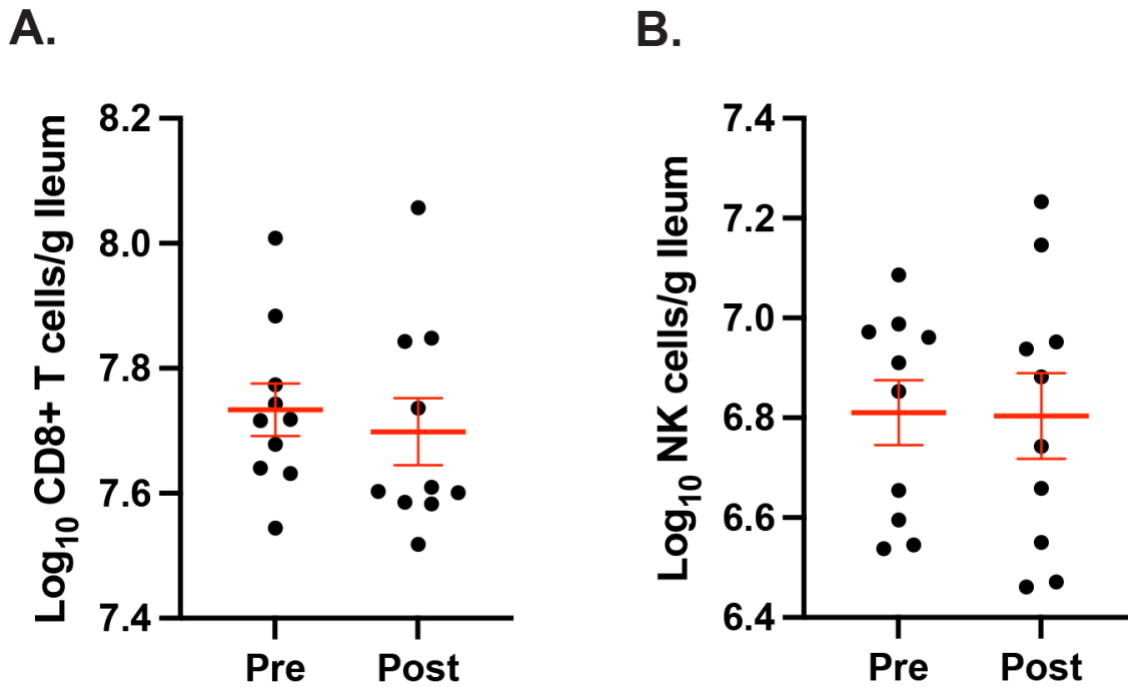 A.
Log10 CD8+ T cells/g Ileum
8.2
8.0
7.8
7.6
7.4
Pre Post
B.
Log10 NK cells/g Ileum
7.4
7.2
7.0
6.8
6.6
6.4
Pre Post